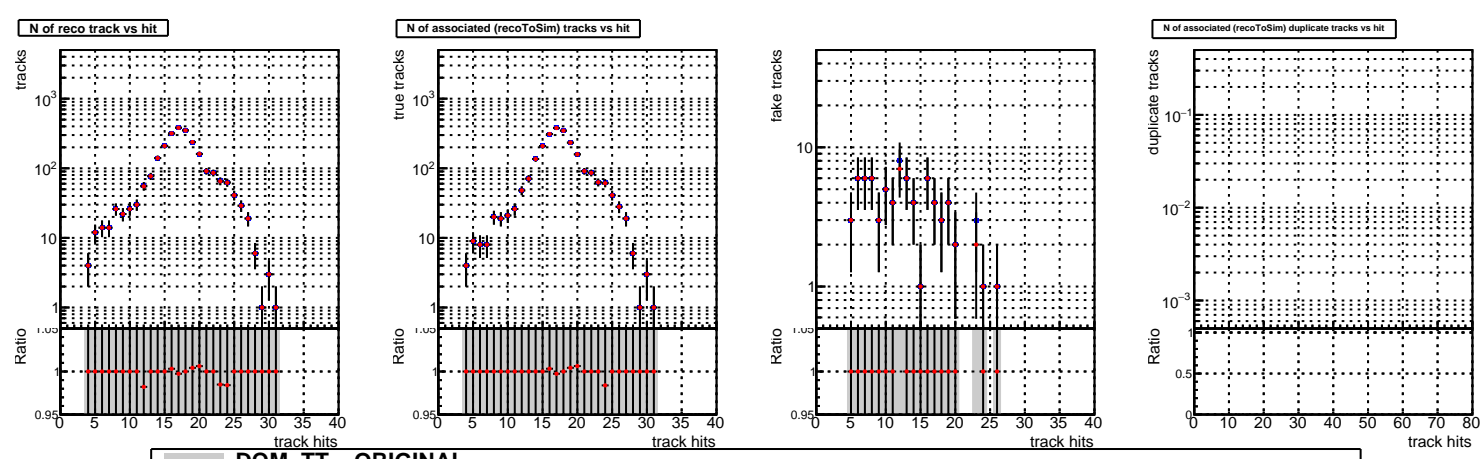 N of reco track vs hit
N of associated (recoToSim) tracks vs hit
N of associated (recoToSim) duplicate tracks vs hit
tracks
10³
10²
10
1
1.05
Ratio
1
0.95
0 5 10 15 20 25 30 35 40
track hits
true tracks
10³
10²
10
1
1.05
Ratio
1
0.95
0 5 10 15 20 25 30 35 40
track hits
fake tracks
10
1
1.05
Ratio
1
0.95
0 5 10 15 20 25 30 35 40
track hits
duplicate tracks
10⁻¹
10⁻²
10⁻³
Ratio
1
0.5
0
0 10 20 30 40 50 60 70 80
track hits